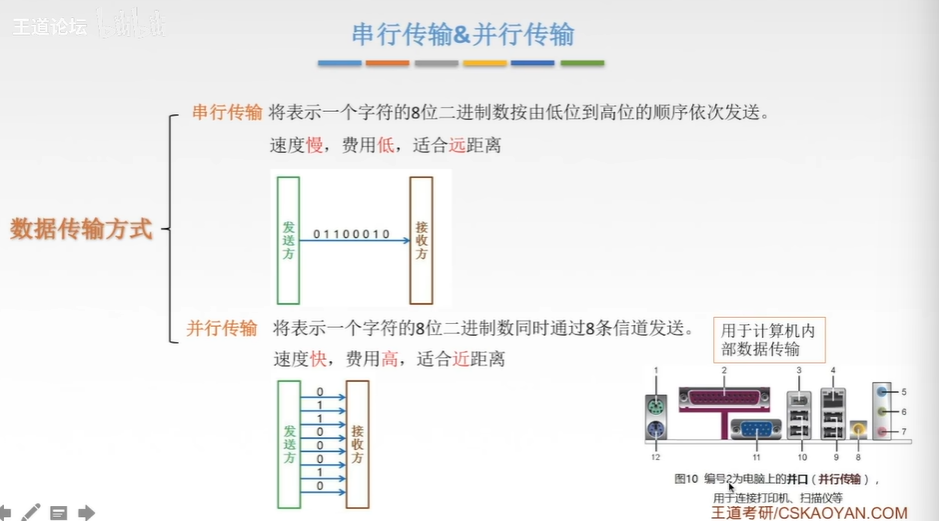 王道论坛
串行传输&并行传输
串行传输 将表示一个字符的8位二进制数按由低位到高位的顺序依次发送。
速度慢，费用低，适合远距离
数据传输方式
发送方
0 1 1 0 0 0 1 0
接收方
并行传输 将表示一个字符的8位二进制数同时通过8条信道发送。
速度快，费用高，适合近距离
用于计算机内
部数据传输
发送方
0
1
0
0
0
1
0
接收方
1 2 3 4
5
6
7
12 11 10 9 8
图10 编号2为电脑上的并口（并行传输），
用于连接打印机、扫描仪等
王道考研/CSKAOYAN.COM